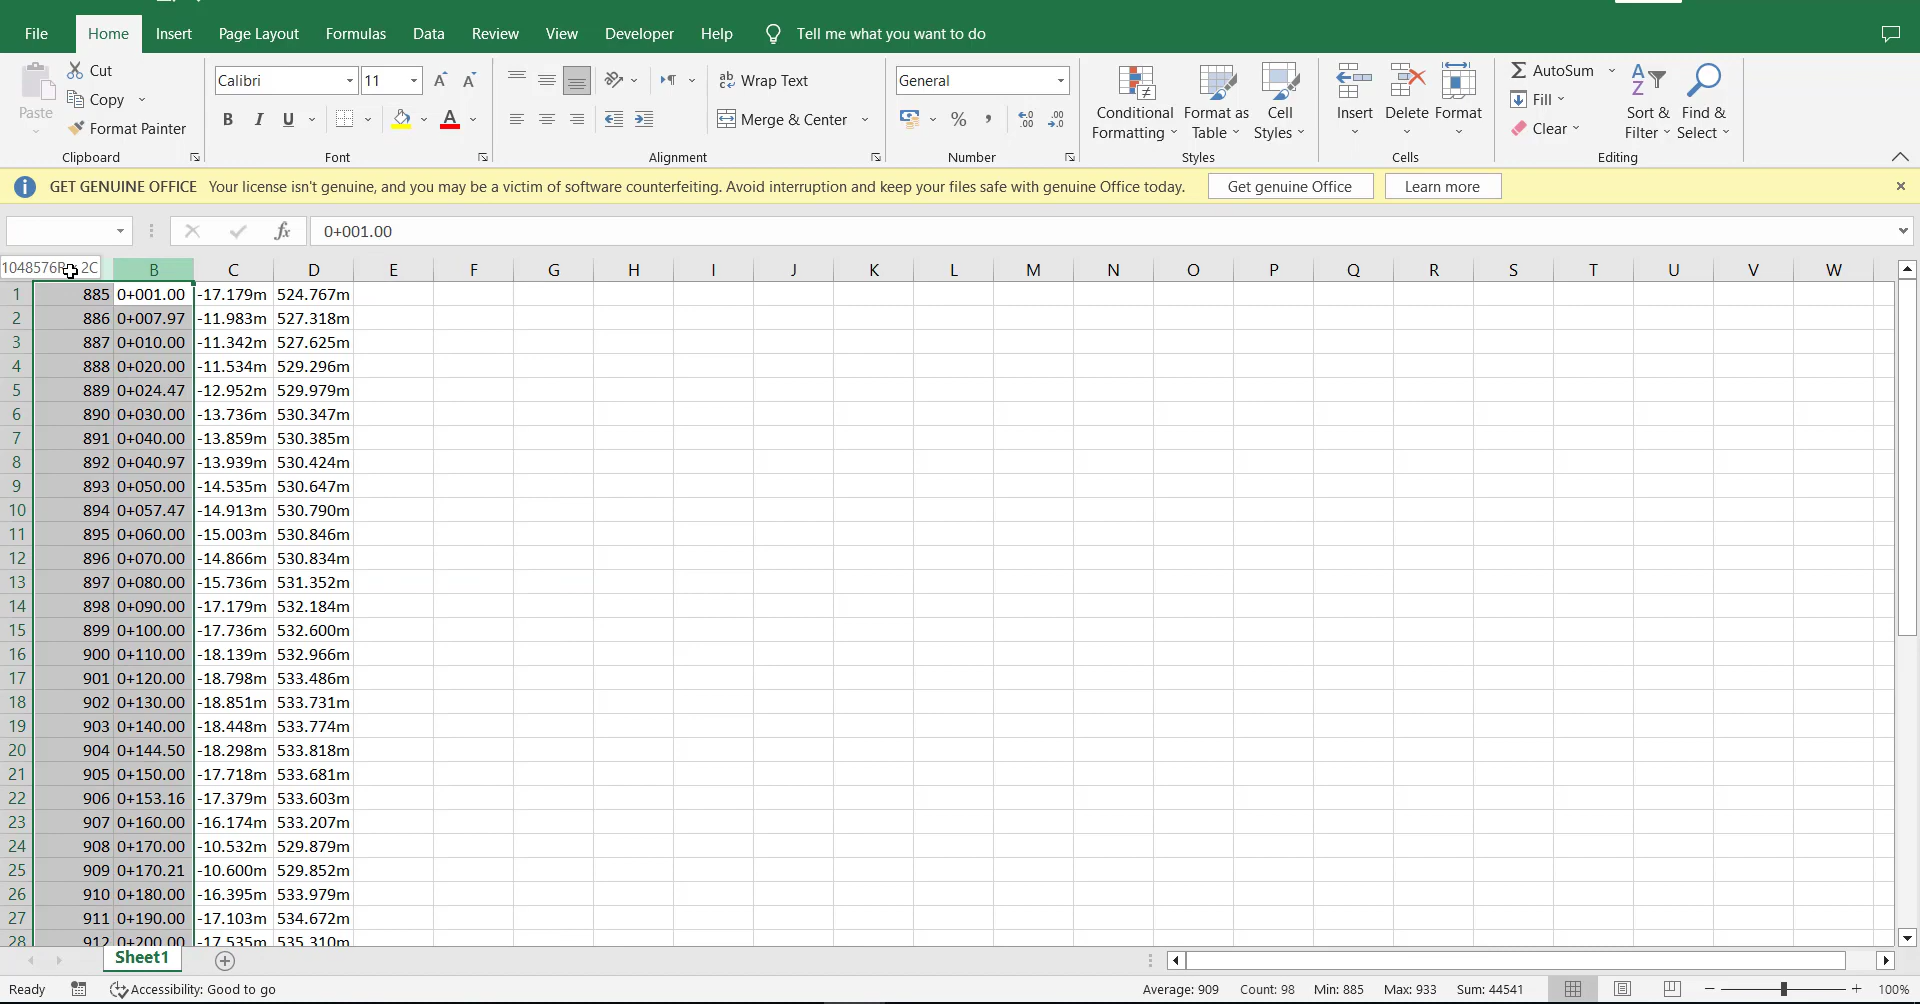 File Home Insert Page Layout Formulas Data Review View Developer Help Tell me what you want to do
Paste
Cut
Copy
Format Painter
Clipboard
Calibri 11 A A
B I U A
Font
ab Wrap Text
Merge & Center
Alignment
General
% ,
Number
Conditional Formatting
Format as Table
Cell Styles
Styles
Insert Delete Format
Cells
AutoSum
Fill
Clear
Sort & Filter
Find & Select
Editing
GET GENUINE OFFICE Your license isn't genuine, and you may be a victim of software counterfeiting. Avoid interruption and keep your files safe with genuine Office today. Get genuine Office Learn more
fx 0+001.00
1048576R 2C B C D E F G H I J K L M N O P Q R S T U V W
1 885 0+001.00 -17.179m 524.767m
2 886 0+007.97 -11.983m 527.318m
3 887 0+010.00 -11.342m 527.625m
4 888 0+020.00 -11.534m 529.296m
5 889 0+024.47 -12.952m 529.979m
6 890 0+030.00 -13.736m 530.347m
7 891 0+040.00 -13.859m 530.385m
8 892 0+040.97 -13.939m 530.424m
9 893 0+050.00 -14.535m 530.647m
10 894 0+057.47 -14.913m 530.790m
11 895 0+060.00 -15.003m 530.846m
12 896 0+070.00 -14.866m 530.834m
13 897 0+080.00 -15.736m 531.352m
14 898 0+090.00 -17.179m 532.184m
15 899 0+100.00 -17.736m 532.600m
16 900 0+110.00 -18.139m 532.966m
17 901 0+120.00 -18.798m 533.486m
18 902 0+130.00 -18.851m 533.731m
19 903 0+140.00 -18.448m 533.774m
20 904 0+144.50 -18.298m 533.818m
21 905 0+150.00 -17.718m 533.681m
22 906 0+153.16 -17.379m 533.603m
23 907 0+160.00 -16.174m 533.207m
24 908 0+170.00 -10.532m 529.879m
25 909 0+170.21 -10.600m 529.852m
26 910 0+180.00 -16.395m 533.979m
27 911 0+190.00 -17.103m 534.672m
28 912 0+200.00 -17.535m 535.310m
Sheet1
Ready Accessibility: Good to go Average: 909 Count: 98 Min: 885 Max: 933 Sum: 44541 100%